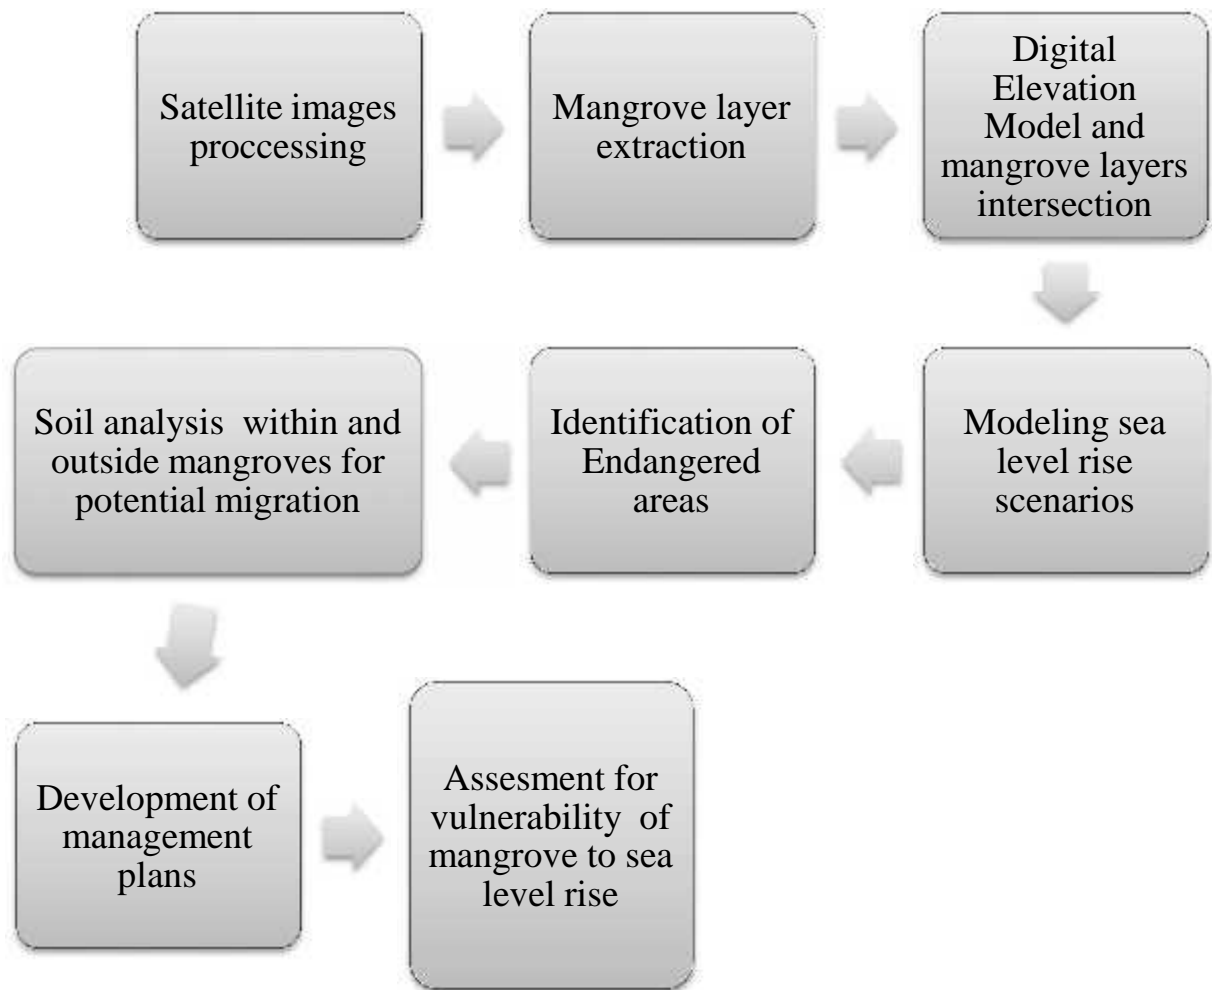 Satellite images
proccessing
Mangrove layer
extraction
Digital
Elevation
Model and
mangrove layers
intersection
Modeling sea
level rise
scenarios
Identification of
Endangered
areas
Soil analysis within and
outside mangroves for
potential migration
Development of
management
plans
Assesment for
vulnerability of
mangrove to sea
level rise